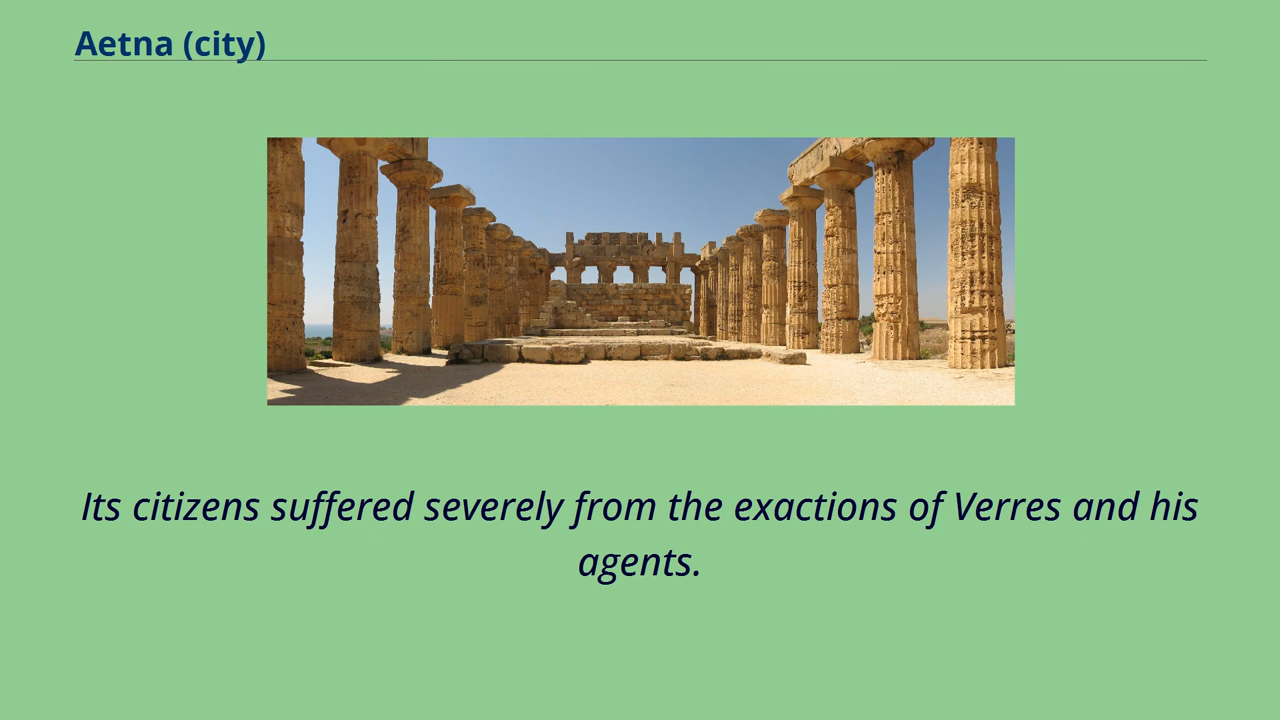 Aetna (city)
Its citizens suffered severely from the exactions of Verres and his
agents.